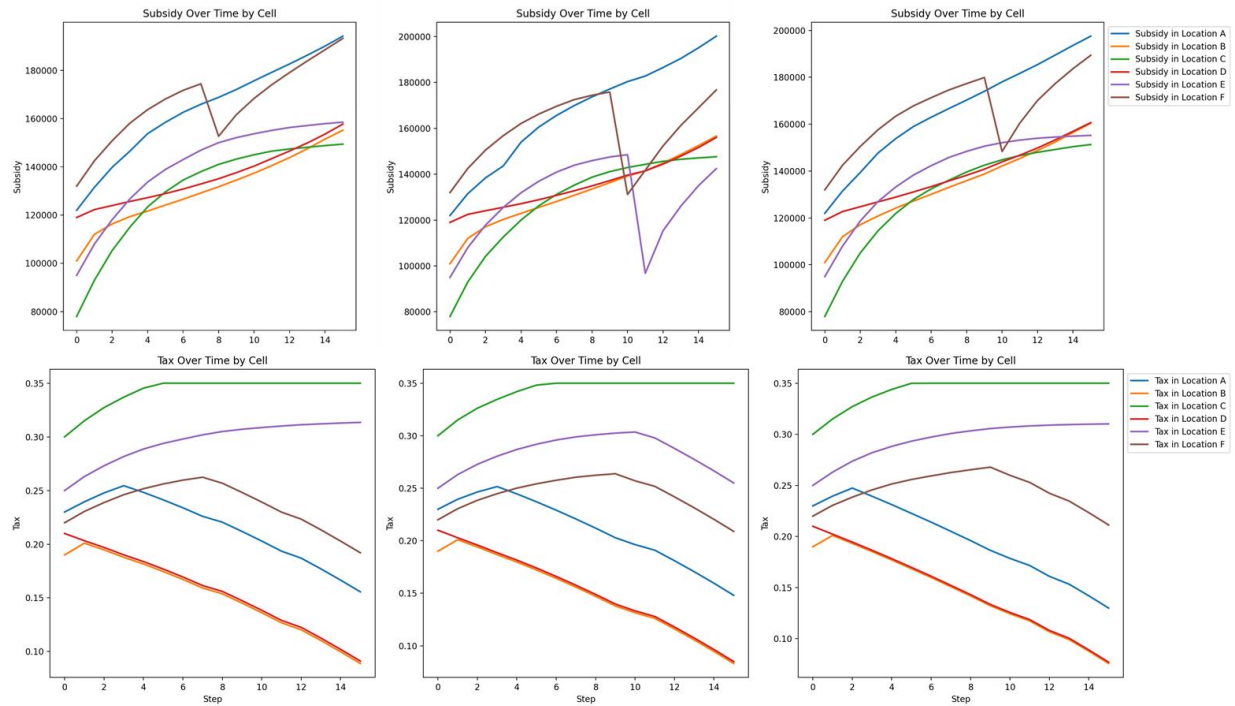 Subsidy Over Time by Cell
Subsidy
180000
160000
140000
120000
100000
80000
0 2 4 6 8 10 12 14
Subsidy Over Time by Cell
Subsidy
200000
180000
160000
140000
120000
100000
80000
0 2 4 6 8 10 12 14
Subsidy Over Time by Cell
Subsidy
200000
180000
160000
140000
120000
100000
80000
0 2 4 6 8 10 12 14
Subsidy in Location A
Subsidy in Location B
Subsidy in Location C
Subsidy in Location D
Subsidy in Location E
Subsidy in Location F
Tax Over Time by Cell
Tax
0.35
0.30
0.25
0.20
0.15
0.10
0 2 4 6 8 10 12 14
Step
Tax Over Time by Cell
Tax
0.35
0.30
0.25
0.20
0.15
0.10
0 2 4 6 8 10 12 14
Step
Tax Over Time by Cell
Tax
0.35
0.30
0.25
0.20
0.15
0.10
0 2 4 6 8 10 12 14
Step
Tax in Location A
Tax in Location B
Tax in Location C
Tax in Location D
Tax in Location E
Tax in Location F